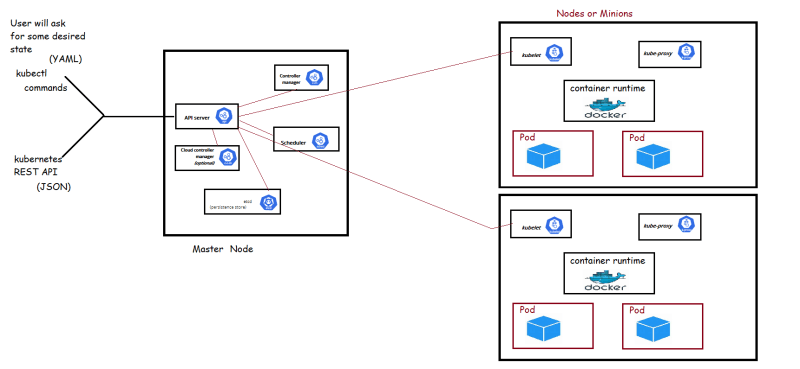 User will ask
for some desired
state
(YAML)
kubectl
commands
kubernetes
REST API
(JSON)
Controller
manager
API server
Scheduler
Cloud controller
manager
(optional)
etcd
(persistence store)
Master Node
Nodes or Minions
kubelet
kube-proxy
container runtime
docker
Pod
Pod
kubelet
kube-proxy
container runtime
docker
Pod
Pod